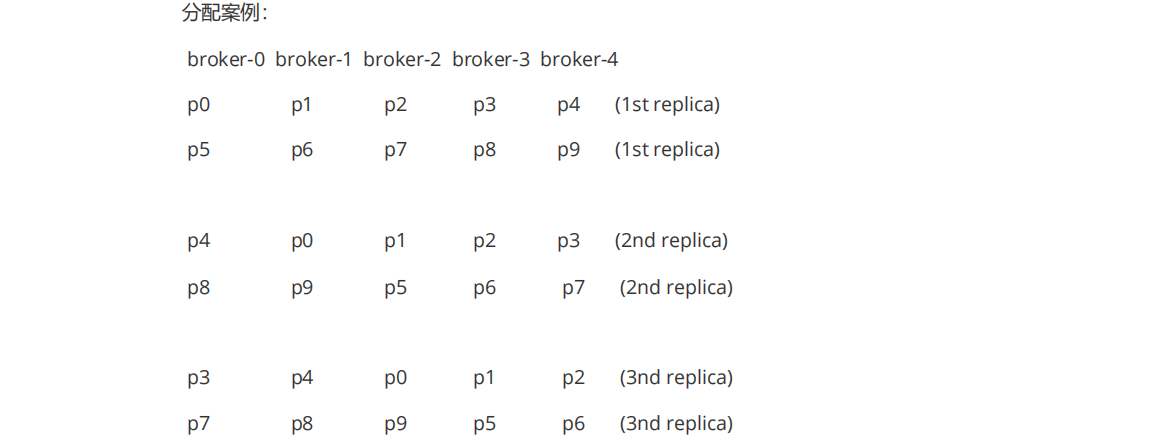 分配案例：
broker-0 broker-1 broker-2 broker-3 broker-4
p0 p1 p2 p3 p4 (1st replica)
p5 p6 p7 p8 p9 (1st replica)
p4 p0 p1 p2 p3 (2nd replica)
p8 p9 p5 p6 p7 (2nd replica)
p3 p4 p0 p1 p2 (3nd replica)
p7 p8 p9 p5 p6 (3nd replica)